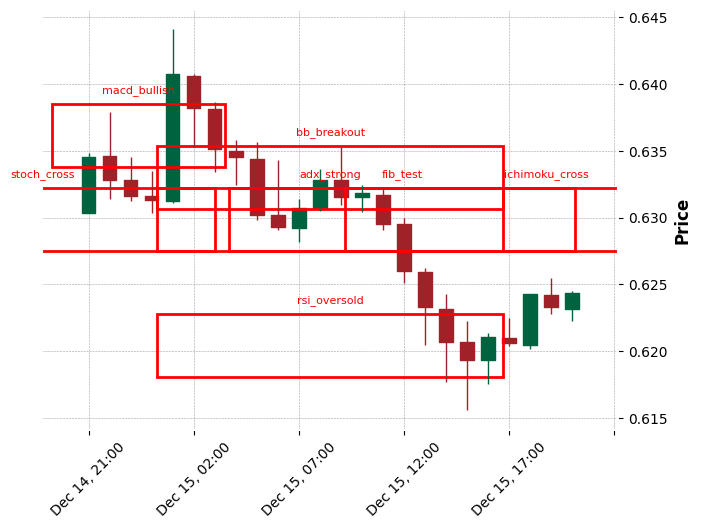 0.645
0.640
macd_bullish
bb_breakout
0.635
stoch_cross
adx_strong
fib_test
ichimoku_cross
0.630
Price
0.625
rsi_oversold
0.620
0.615
Dec 14, 21:00
Dec 15, 02:00
Dec 15, 07:00
Dec 15, 12:00
Dec 15, 17:00